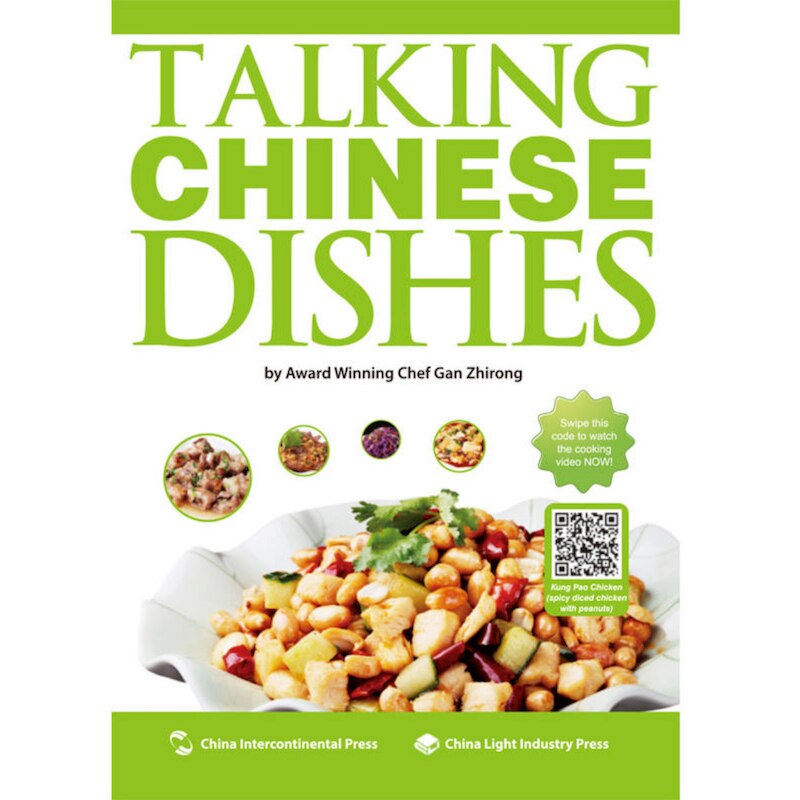 TALKING
CHINESE
DISHES
by Award Winning Chef Gan Zhirong
Swipe this
code to watch
the cooking
video NOW!
Kung Pao Chicken
(spicy diced chicken
with peanuts)
China Intercontinental Press
China Light Industry Press